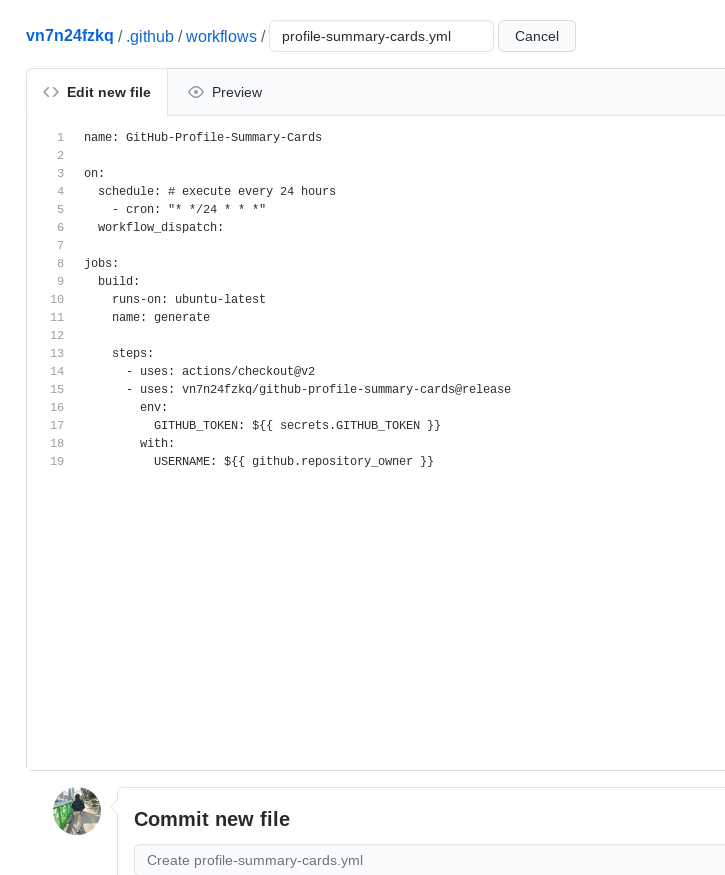 vn7n24fzkq / .github / workflows / profile-summary-cards.yml Cancel
Edit new file Preview
1 name: GitHub-Profile-Summary-Cards
2
3 on:
4   schedule: # execute every 24 hours
5     - cron: "* */24 * * *"
6   workflow_dispatch:
7
8 jobs:
9   build:
10     runs-on: ubuntu-latest
11     name: generate
12
13     steps:
14       - uses: actions/checkout@v2
15       - uses: vn7n24fzkq/github-profile-summary-cards@release
16         env:
17           GITHUB_TOKEN: ${{ secrets.GITHUB_TOKEN }}
18         with:
19           USERNAME: ${{ github.repository_owner }}
Commit new file
Create profile-summary-cards.yml